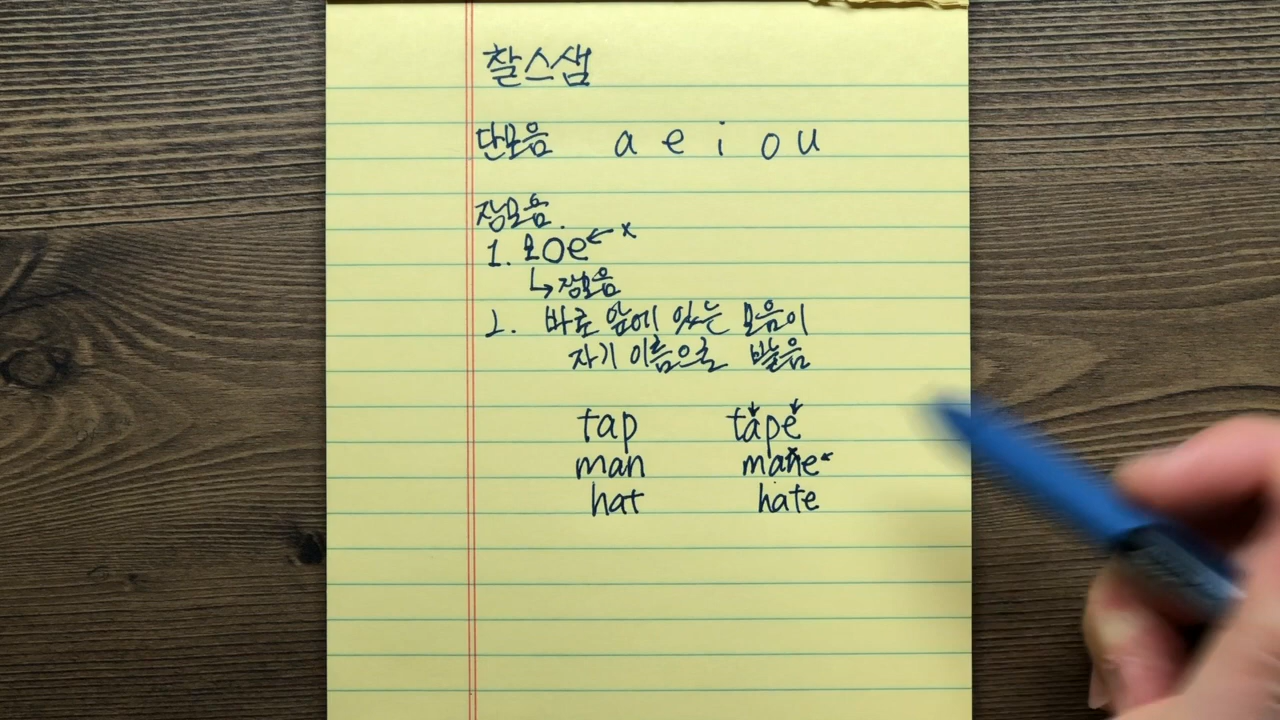 찰스샘
단모음 a e i o u
장모음.
1. 모○e ← x
↳ 장모음
2. 바로 앞에 있는 모음이
자기 이름으로 발음
tap tape
man mane
hat hate